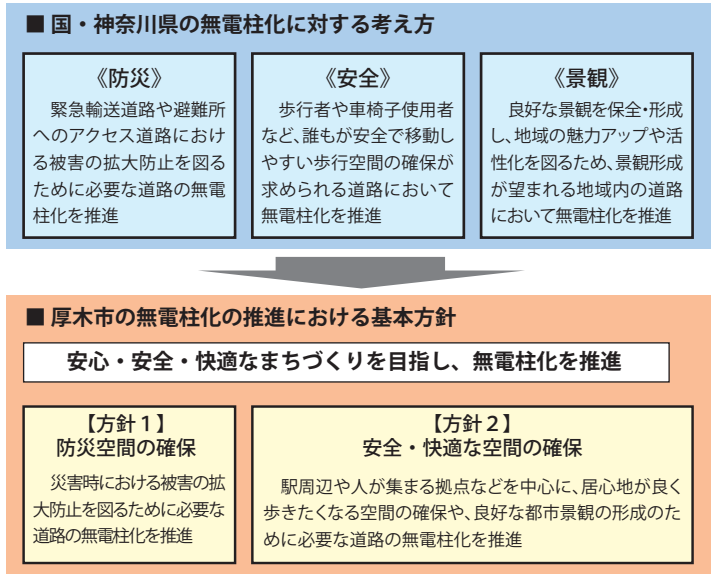 ■ 国・神奈川県の無電柱化に対する考え方
《防災》
緊急輸送道路や避難所
へのアクセス道路におけ
る被害の拡大防止を図る
ために必要な道路の無電
柱化を推進
《安全》
歩行者や車椅子使用者
など、誰もが安全で移動し
やすい歩行空間の確保が
求められる道路において
無電柱化を推進
《景観》
良好な景観を保全・形成
し、地域の魅力アップや活
性化を図るため、景観形成
が望まれる地域内の道路
において無電柱化を推進
■ 厚木市の無電柱化の推進における基本方針
安心・安全・快適なまちづくりを目指し、無電柱化を推進
【方針１】
防災空間の確保
災害時における被害の拡
大防止を図るために必要な
道路の無電柱化を推進
【方針２】
安全・快適な空間の確保
駅周辺や人が集まる拠点などを中心に、居心地が良く
歩きたくなる空間の確保や、良好な都市景観の形成のた
めに必要な道路の無電柱化を推進